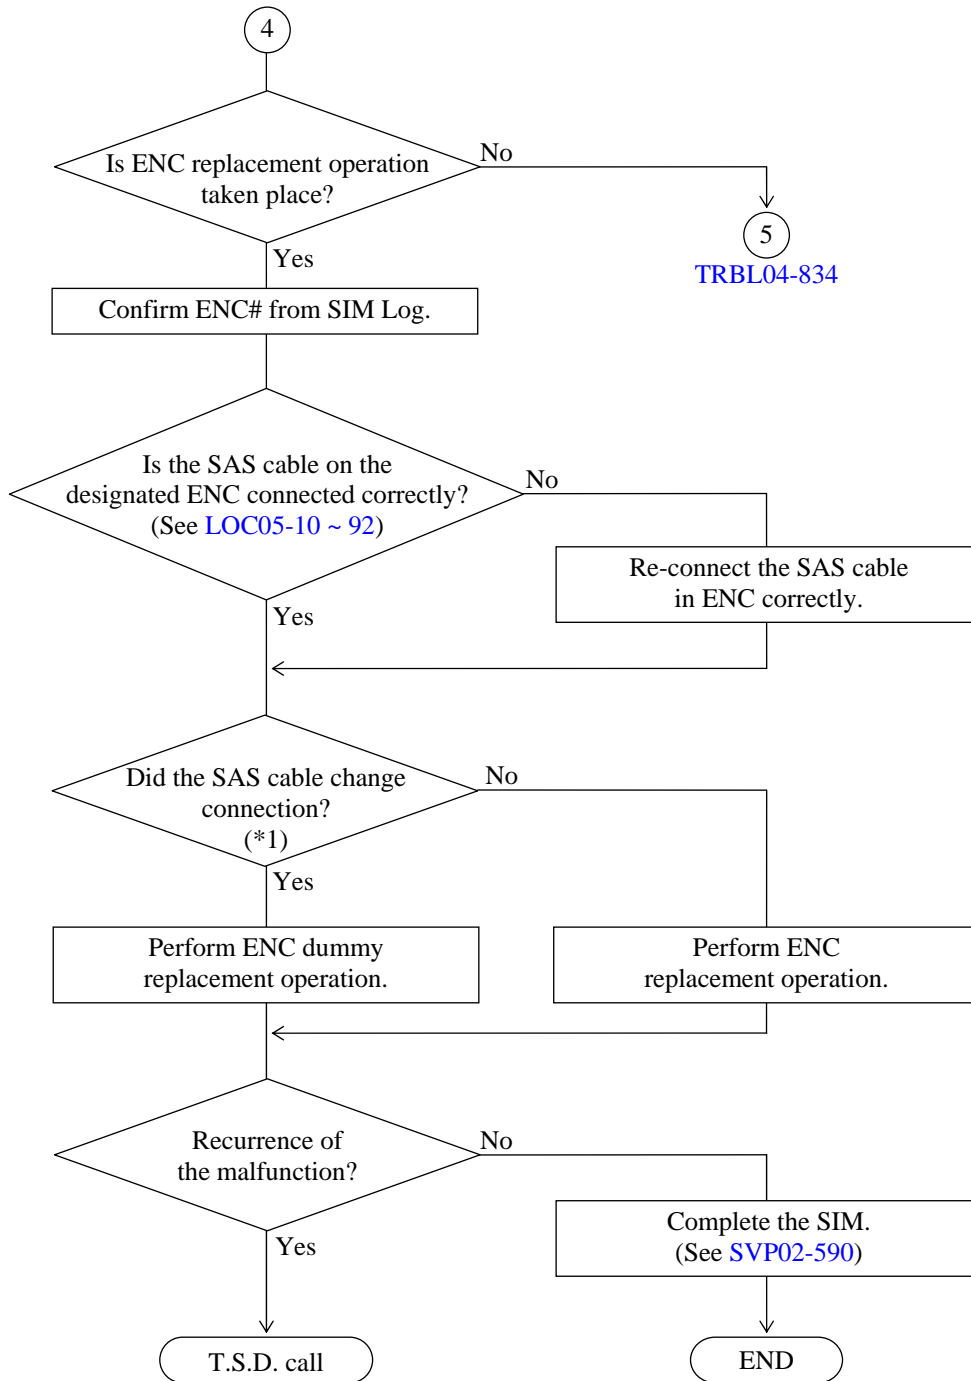 4
Is ENC replacement operation
taken place?
No
5
TRBL04-834
Yes
Confirm ENC# from SIM Log.
Is the SAS cable on the
designated ENC connected correctly?
(See LOC05-10 ~ 92)
No
Re-connect the SAS cable
in ENC correctly.
Yes
Did the SAS cable change
connection?
(*1)
No
Yes
Perform ENC dummy
replacement operation.
Perform ENC
replacement operation.
Recurrence of
the malfunction?
No
Complete the SIM.
(See SVP02-590)
Yes
T.S.D. call
END